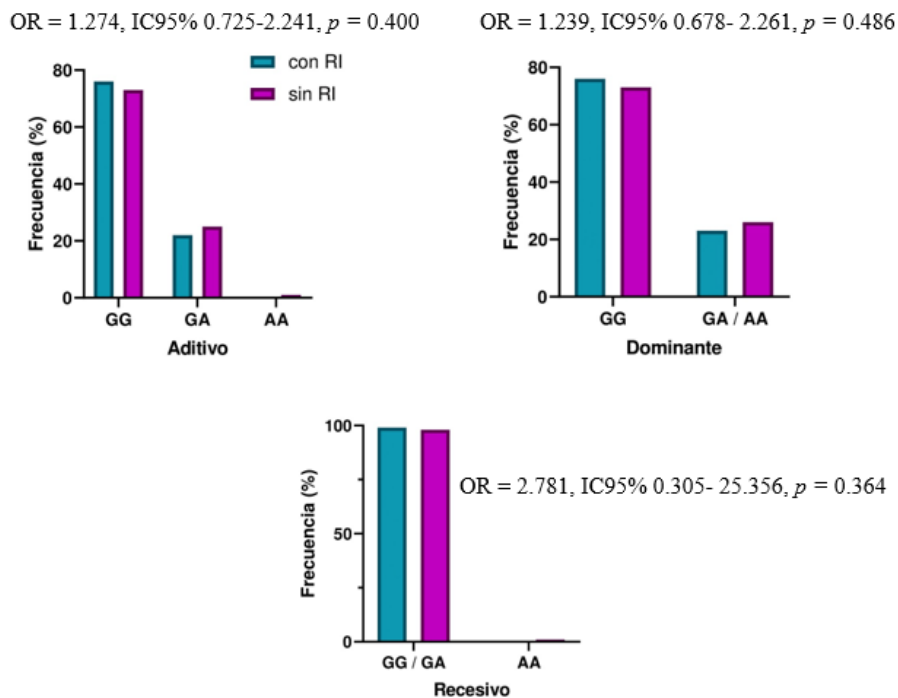 OR = 1.274, IC95% 0.725-2.241, p = 0.400
con RI
sin RI
Frecuencia (%)
80
60
40
20
0
GG GA AA
Aditivo
OR = 1.239, IC95% 0.678- 2.261, p = 0.486
Frecuencia (%)
80
60
40
20
0
GG GA / AA
Dominante
OR = 2.781, IC95% 0.305- 25.356, p = 0.364
Frecuencia (%)
100
50
0
GG / GA AA
Recesivo